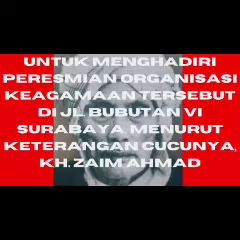 UNTUK MENGHADIRI
PERESMIAN ORGANISASI
KEAGAMAAN TERSEBUT
DI JL. BUBUTAN VI
SURABAYA. MENURUT
KETERANGAN CUCUNYA,
KH. ZAIM AHMAD